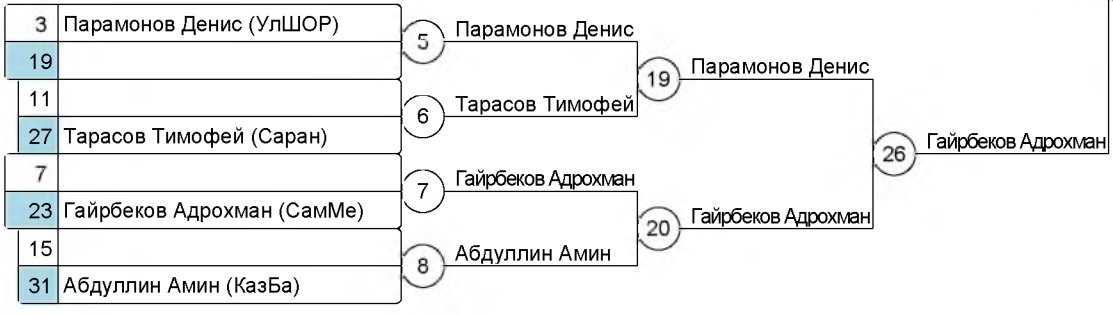 3 Парамонов Денис (УлШОР)
19
11
27 Тарасов Тимофей (Саран)
7
23 Гайрбеков Адрохман (СамМе)
15
31 Абдуллин Амин (КазБа)
5 Парамонов Денис
6 Тарасов Тимофей
7 Гайрбеков Адрохман
8 Абдуллин Амин
19 Парамонов Денис
20 Гайрбеков Адрохман
26 Гайрбеков Адрохман